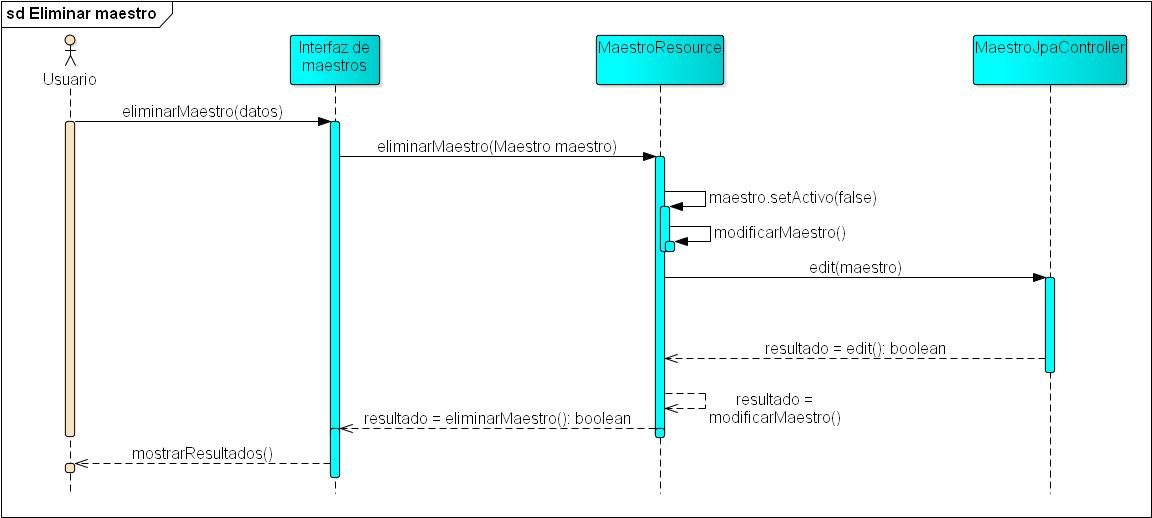 sd Eliminar maestro
Usuario
Interfaz de
maestros
MaestroResource
MaestroJpaController
eliminarMaestro(datos)
eliminarMaestro(Maestro maestro)
maestro.setActivo(false)
modificarMaestro()
edit(maestro)
resultado = edit(): boolean
resultado =
modificarMaestro()
resultado = eliminarMaestro(): boolean
mostrarResultados()